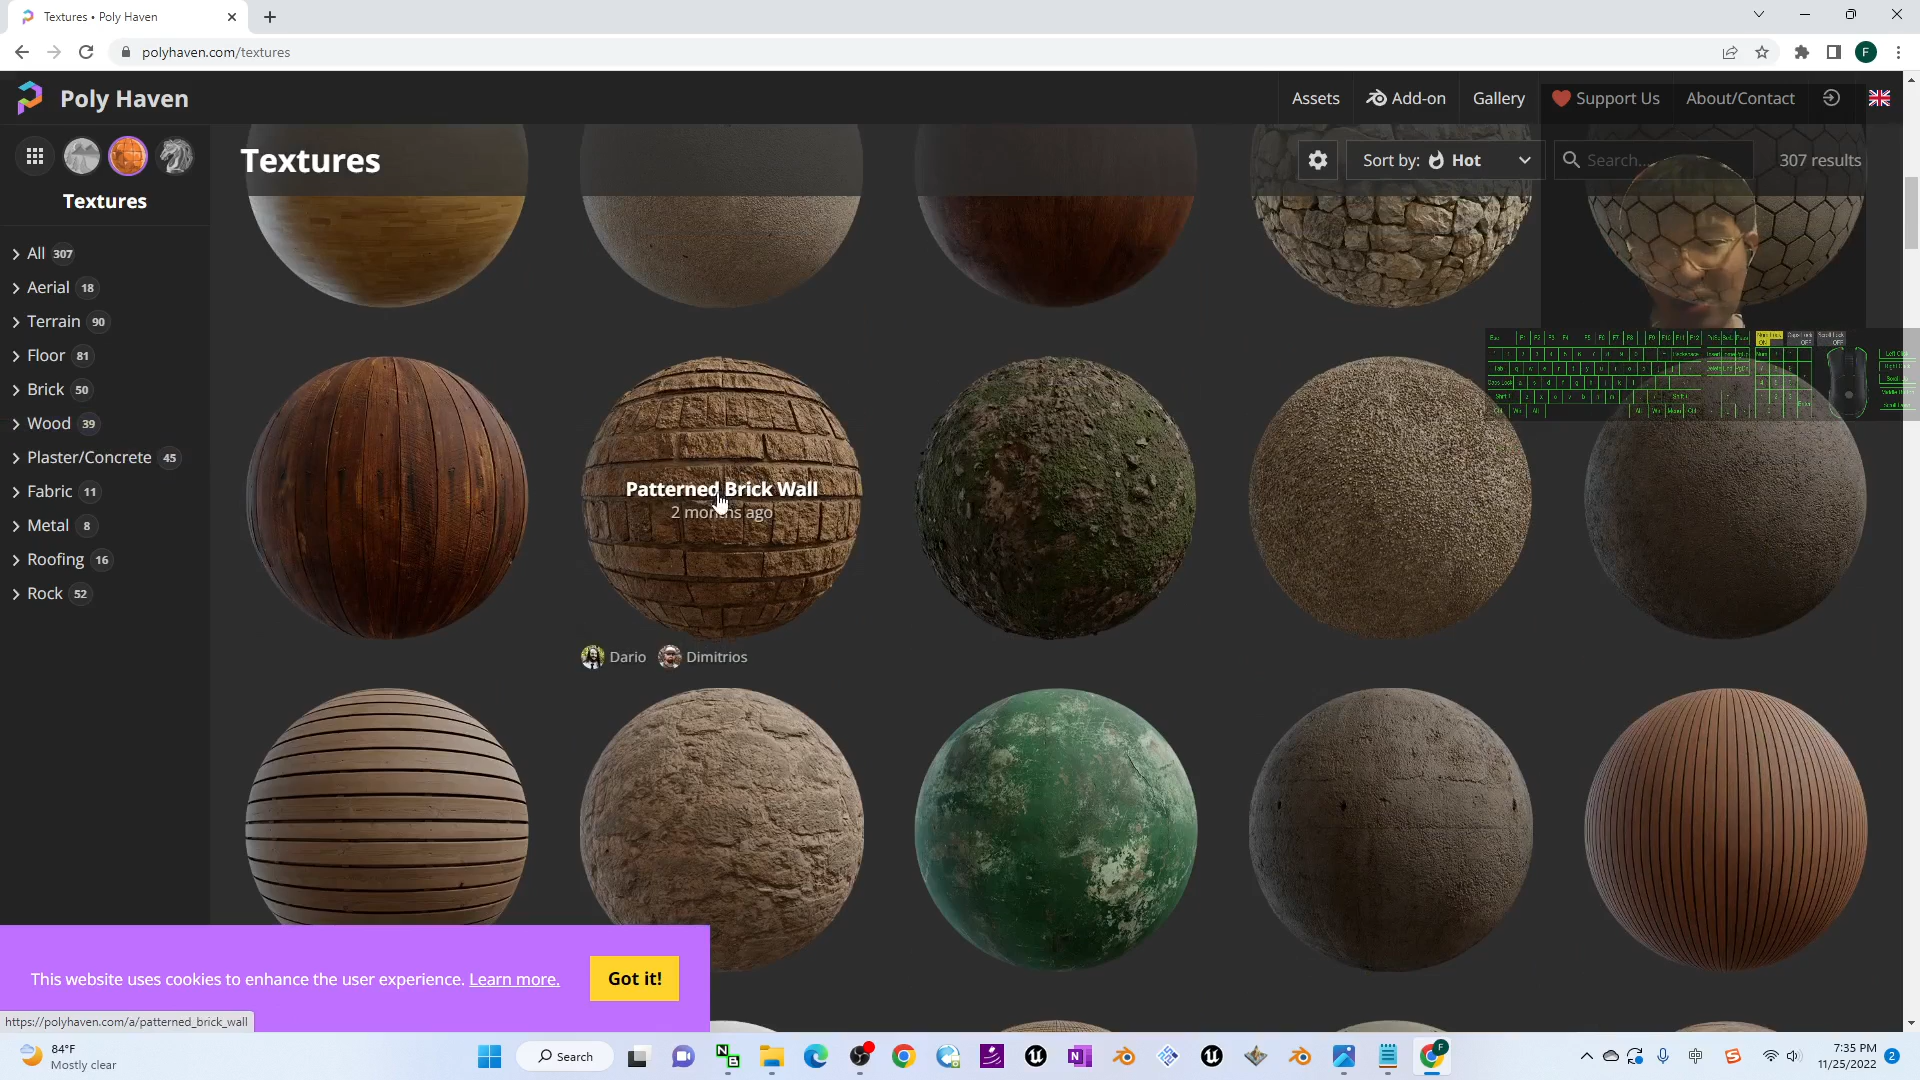 Textures • Poly Haven
polyhaven.com/textures
F
Poly Haven
Assets
Add-on
Gallery
Support Us
About/Contact
Textures
Sort by: Hot
Search...
307 results
Textures
All 307
Aerial 18
Terrain 90
Floor 81
Brick 50
Wood 39
Plaster/Concrete 45
Fabric 11
Metal 8
Roofing 16
Rock 52
Patterned Brick Wall
2 months ago
Dario
Dimitrios
This website uses cookies to enhance the user experience. Learn more.
Got it!
https://polyhaven.com/a/patterned_brick_wall
84°F
Mostly clear
Search
中
7:35 PM
11/25/2022
2